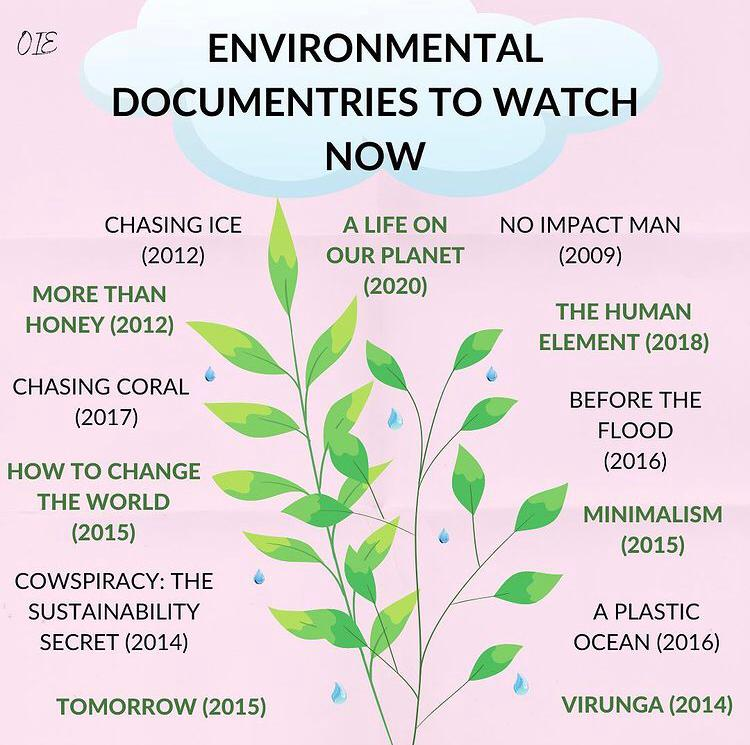 OIE
ENVIRONMENTAL
DOCUMENTRIES TO WATCH
NOW
CHASING ICE
(2012)
A LIFE ON
OUR PLANET
(2020)
NO IMPACT MAN
(2009)
MORE THAN
HONEY (2012)
THE HUMAN
ELEMENT (2018)
CHASING CORAL
(2017)
BEFORE THE
FLOOD
(2016)
HOW TO CHANGE
THE WORLD
(2015)
MINIMALISM
(2015)
COWSPIRACY: THE
SUSTAINABILITY
SECRET (2014)
A PLASTIC
OCEAN (2016)
TOMORROW (2015)
VIRUNGA (2014)